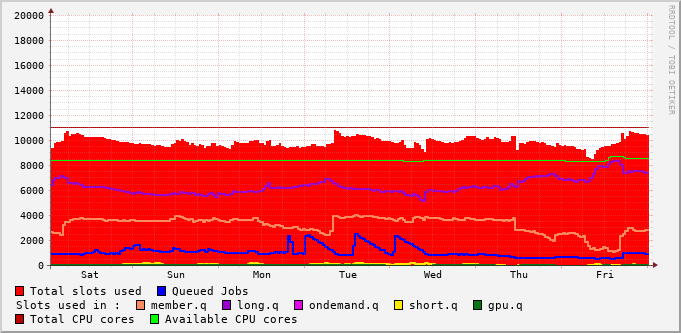 20000
18000
16000
14000
12000
10000
8000
6000
4000
2000
0
Sat Sun Mon Tue Wed Thu Fri
RRDTOOL / TOBI OETIKER
Total slots used Queued Jobs
Slots used in : member.q long.q ondemand.q short.q gpu.q
Total CPU cores Available CPU cores